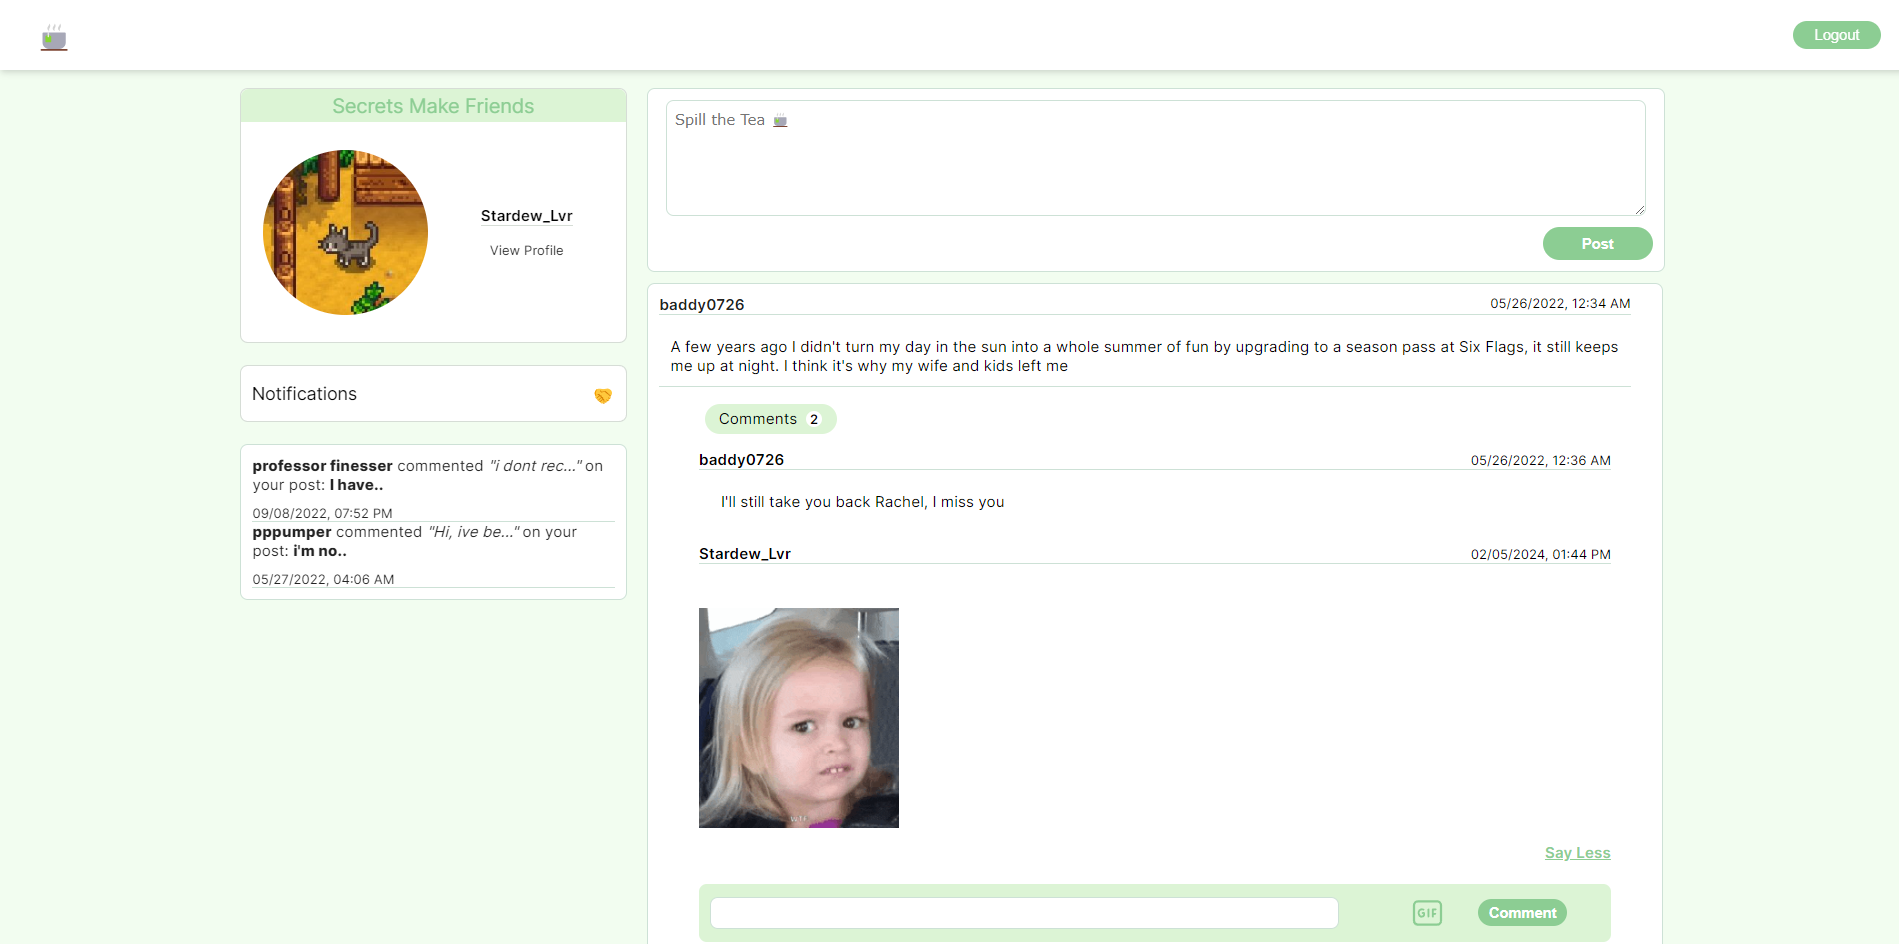 Logout
Secrets Make Friends
Stardew_Lvr
View Profile
Notifications
professor finesser commented "i dont rec..." on
your post: I have..
09/08/2022, 07:52 PM
pppumper commented "Hi, ive be..." on your
post: i'm no..
05/27/2022, 04:06 AM
Spill the Tea
Post
baddy0726 05/26/2022, 12:34 AM
A few years ago I didn't turn my day in the sun into a whole summer of fun by upgrading to a season pass at Six Flags, it still keeps
me up at night. I think it's why my wife and kids left me
Comments 2
baddy0726 05/26/2022, 12:36 AM
I'll still take you back Rachel, I miss you
Stardew_Lvr 02/05/2024, 01:44 PM
WTF
Say Less
GIF Comment